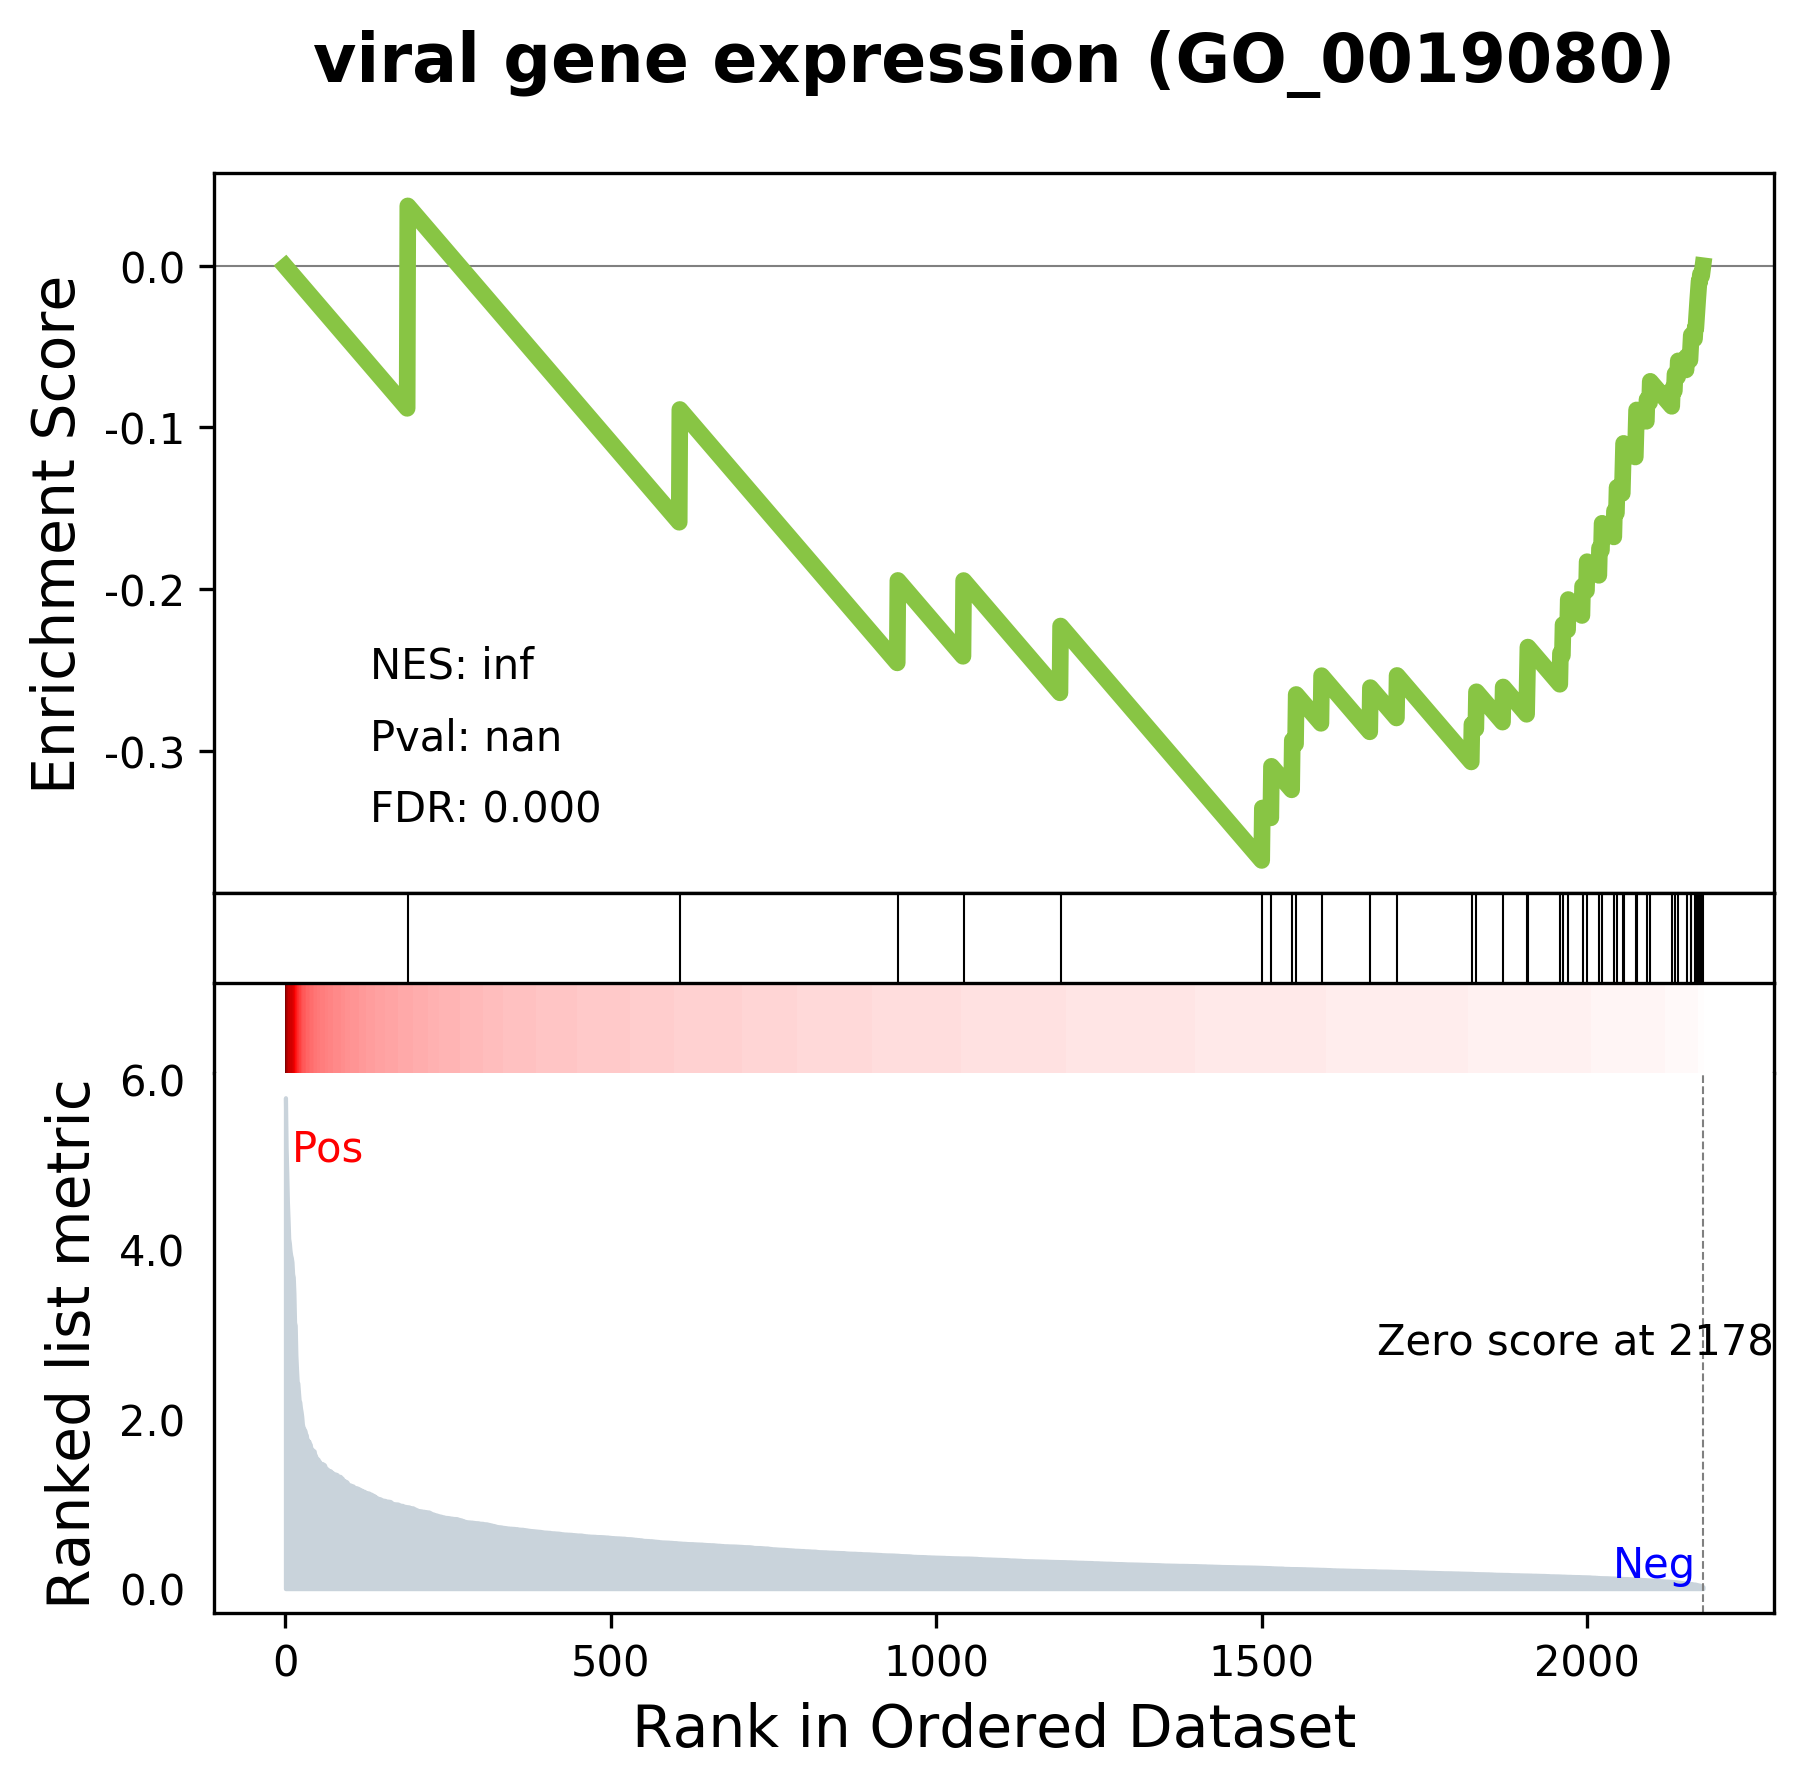 viral gene expression (GO_0019080)
Enrichment Score
0.0
-0.1
-0.2
-0.3
NES: inf
Pval: nan
FDR: 0.000
Ranked list metric
6.0
4.0
2.0
0.0
Pos
Zero score at 2178
Neg
0 500 1000 1500 2000
Rank in Ordered Dataset